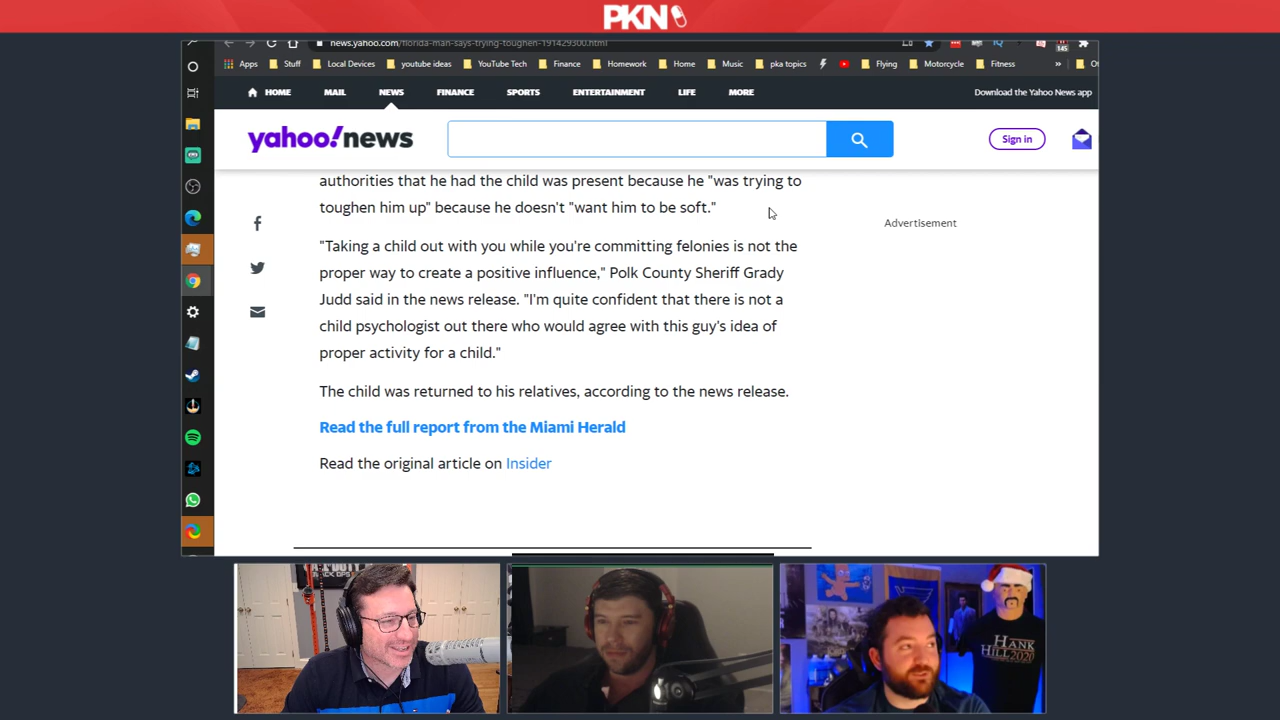 PKN
news.yahoo.com/florida-man-says-trying-toughen-191429300.html
145
Apps Stuff Local Devices youtube ideas YouTube Tech Finance Homework Home Music pka topics Flying Motorcycle Fitness »
HOME MAIL NEWS FINANCE SPORTS ENTERTAINMENT LIFE MORE Download the Yahoo News app
yahoo!news Sign in
authorities that he had the child was present because he "was trying to
toughen him up" because he doesn't "want him to be soft."
Advertisement
"Taking a child out with you while you're committing felonies is not the
proper way to create a positive influence," Polk County Sheriff Grady
Judd said in the news release. "I'm quite confident that there is not a
child psychologist out there who would agree with this guy's idea of
proper activity for a child."
The child was returned to his relatives, according to the news release.
Read the full report from the Miami Herald
Read the original article on Insider
HANK
HILL 2020